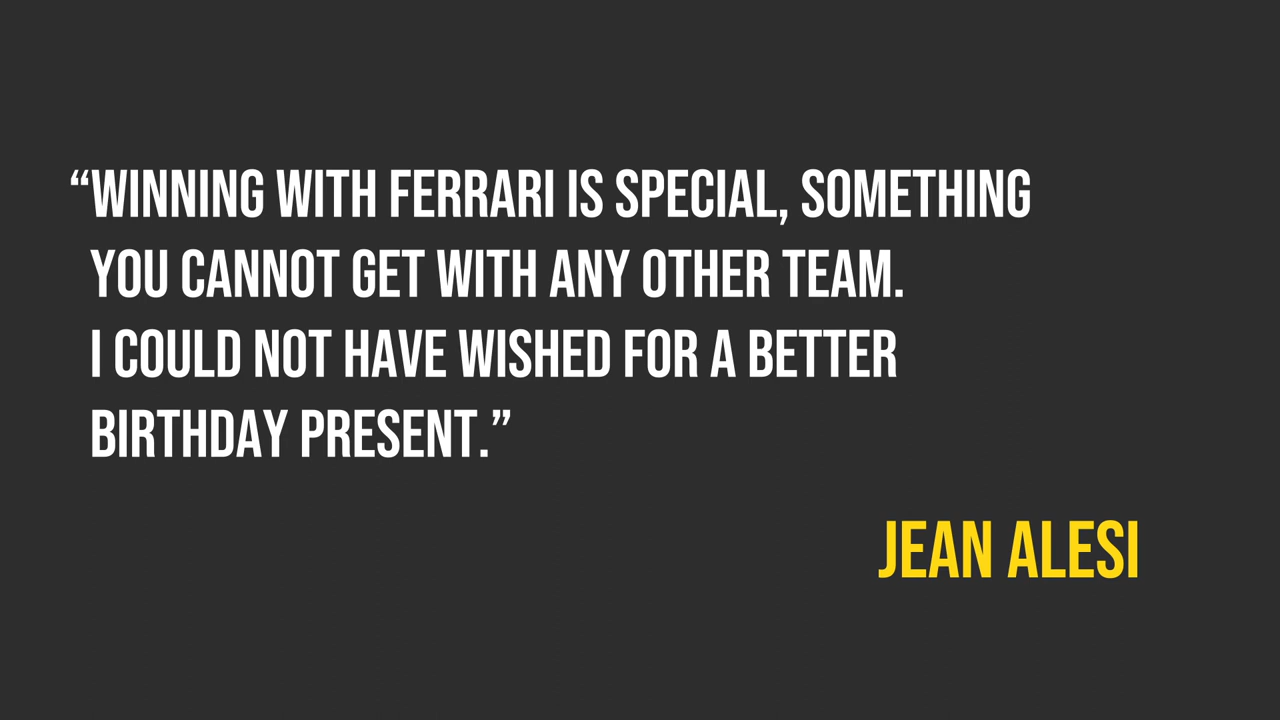 “WINNING WITH FERRARI IS SPECIAL, SOMETHING
YOU CANNOT GET WITH ANY OTHER TEAM.
I COULD NOT HAVE WISHED FOR A BETTER
BIRTHDAY PRESENT.”
JEAN ALESI